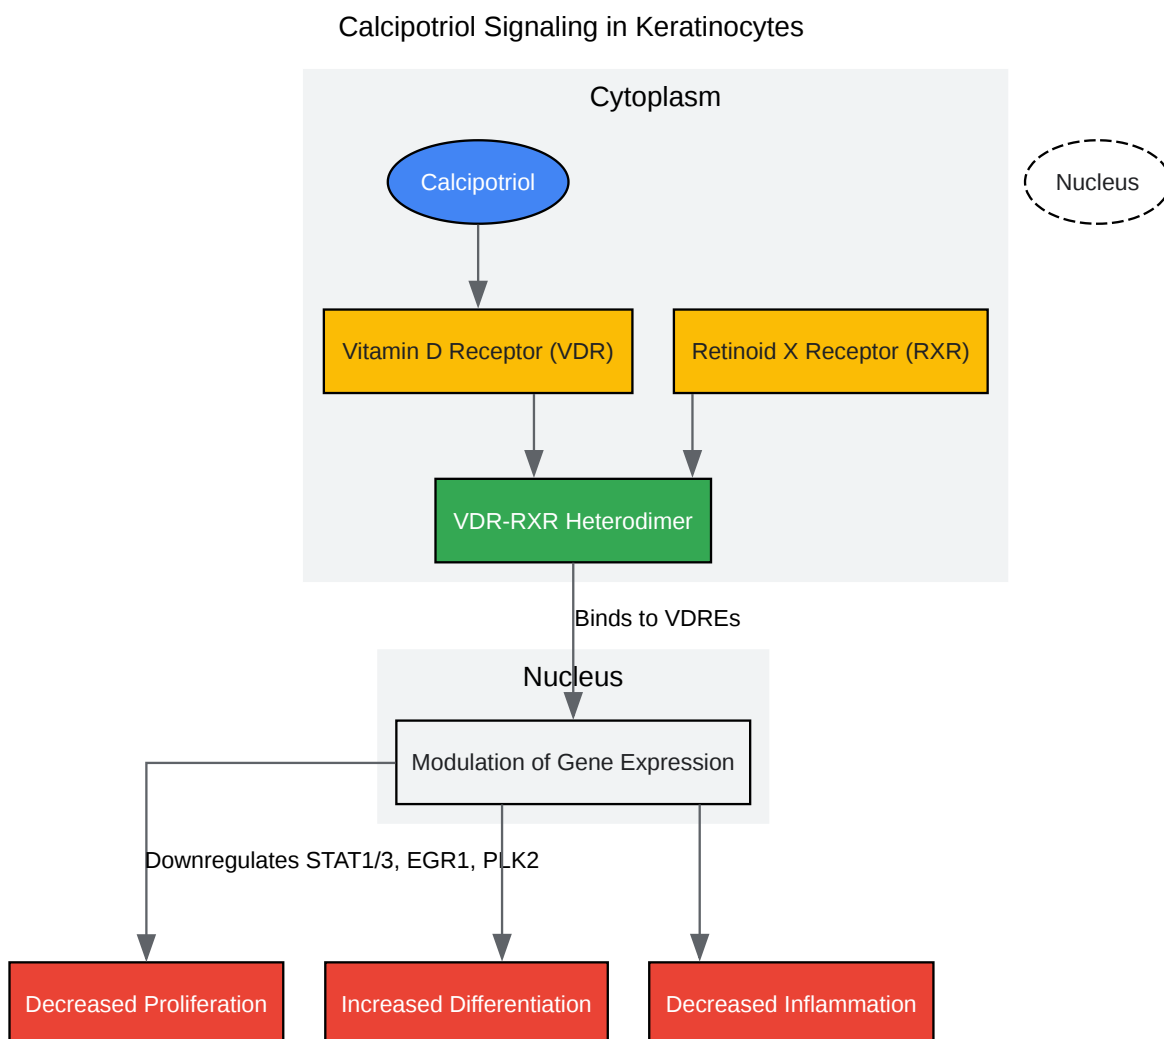 Calcipotriol Signaling in Keratinocytes
Cytoplasm
Calcipotriol
Nucleus
Vitamin D Receptor (VDR)
Retinoid X Receptor (RXR)
VDR-RXR Heterodimer
Binds to VDREs
Nucleus
Modulation of Gene Expression
Downregulates STAT1/3, EGR1, PLK2
Decreased Proliferation
Increased Differentiation
Decreased Inflammation